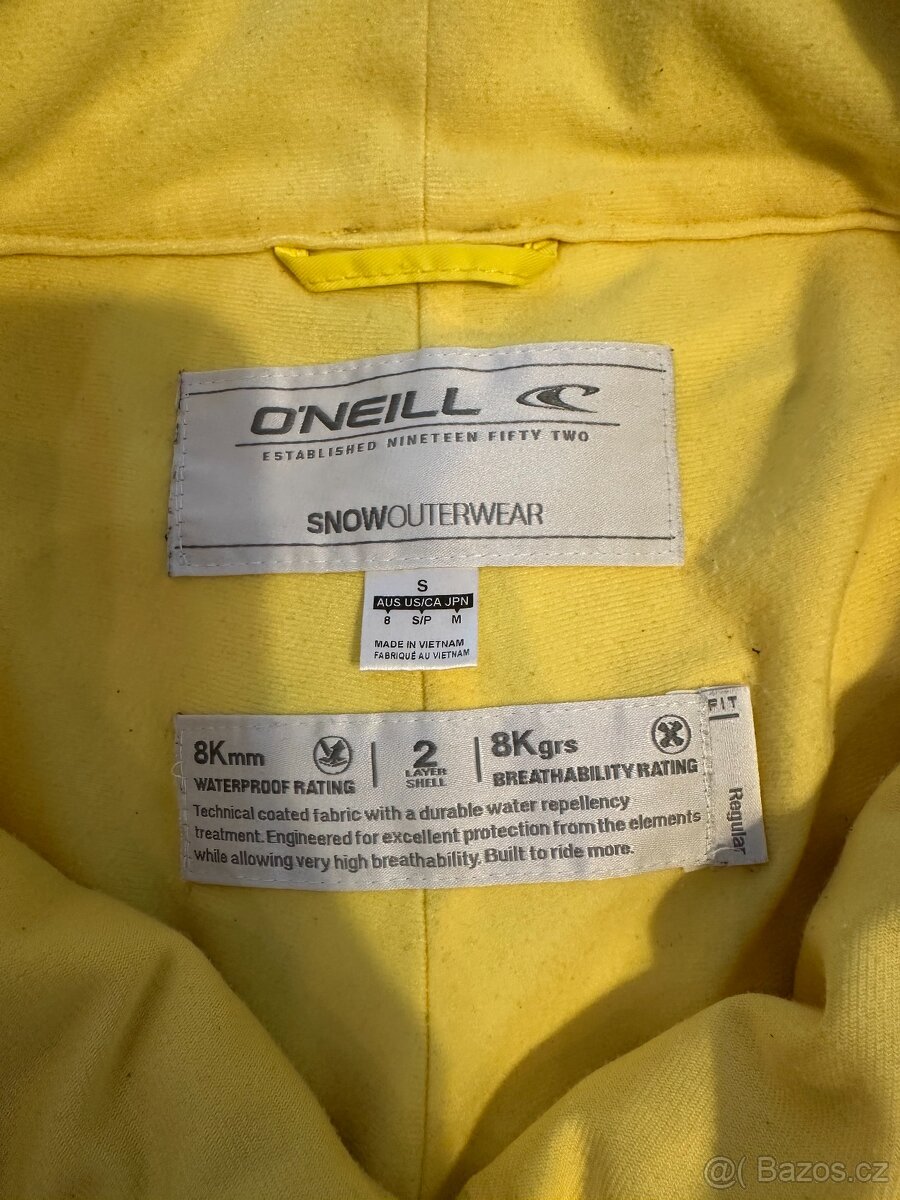 O'NEILL
ESTABLISHED NINETEEN FIFTY TWO
SNOWOUTERWEAR
S
AUS US/CA JPN
8 S/P M
MADE IN VIETNAM
FABRIQUÉ AU VIETNAM
8Kmm
WATERPROOF RATING
2
LAYER
SHELL
8Kgrs
BREATHABILITY RATING
Technical coated fabric with a durable water repellency
treatment. Engineered for excellent protection from the elements
while allowing very high breathability. Built to ride more.
FIT
Regular
@( Bazos.cz